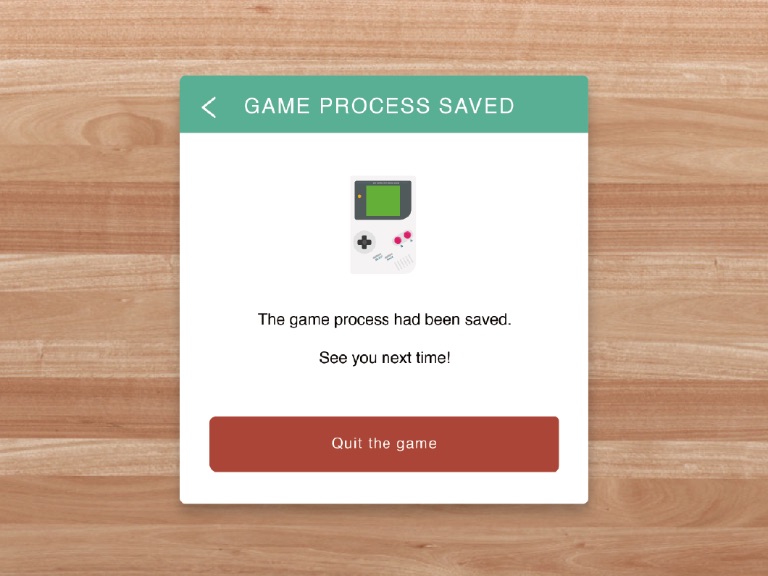 GAME PROCESS SAVED
The game process had been saved.
See you next time!
Quit the game